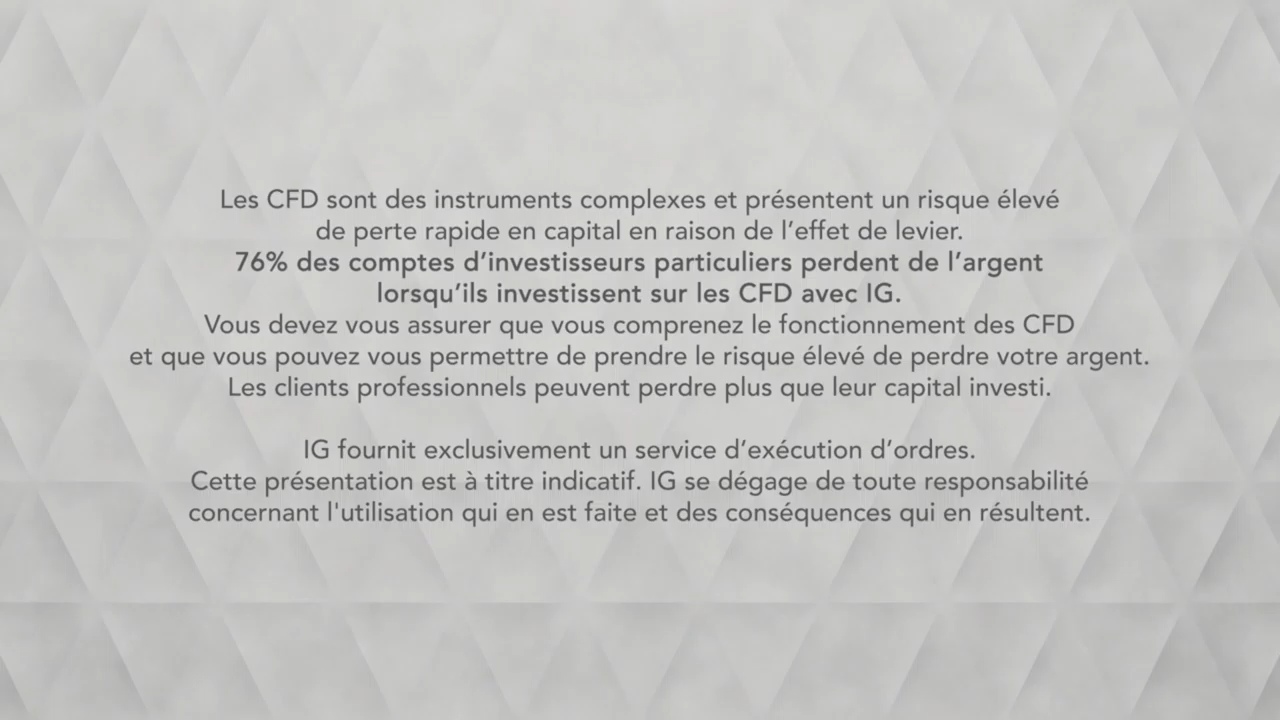 Les CFD sont des instruments complexes et présentent un risque élevé
de perte rapide en capital en raison de l’effet de levier.
76% des comptes d’investisseurs particuliers perdent de l’argent
lorsqu’ils investissent sur les CFD avec IG.
Vous devez vous assurer que vous comprenez le fonctionnement des CFD
et que vous pouvez vous permettre de prendre le risque élevé de perdre votre argent.
Les clients professionnels peuvent perdre plus que leur capital investi.
IG fournit exclusivement un service d’exécution d’ordres.
Cette présentation est à titre indicatif. IG se dégage de toute responsabilité
concernant l'utilisation qui en est faite et des conséquences qui en résultent.